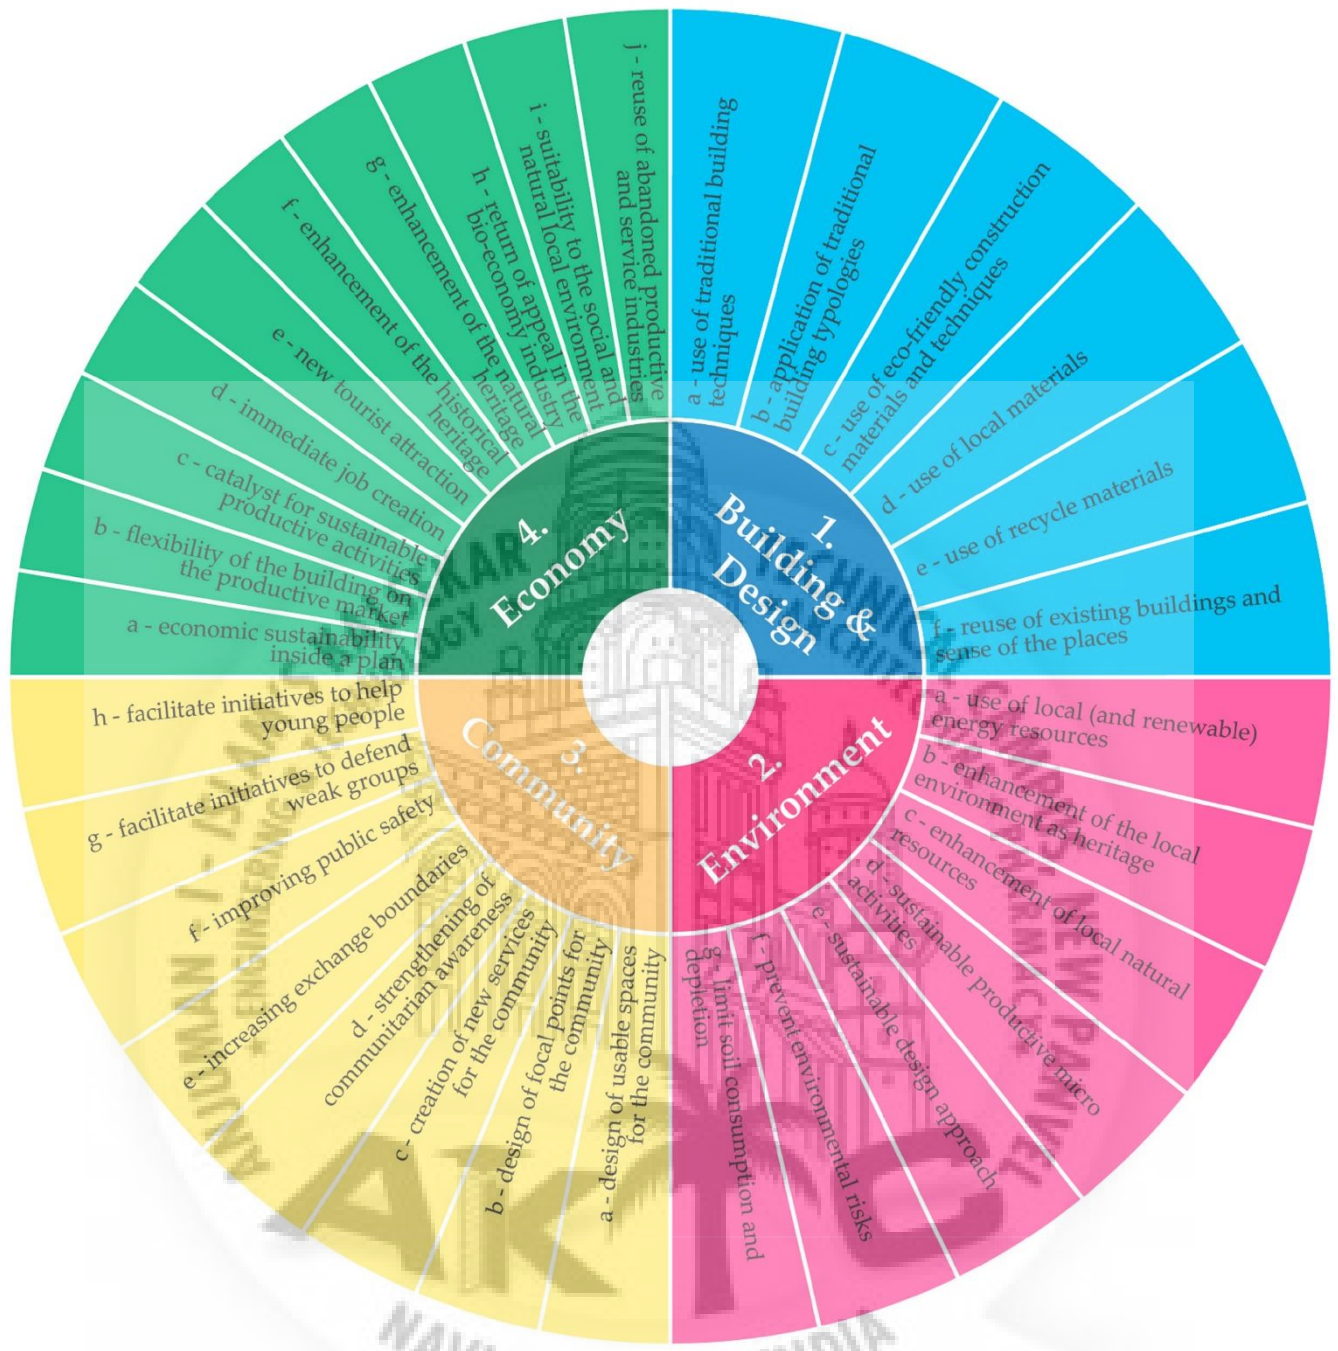 1.
Building &
Design
a - use of traditional building
techniques
b - application of traditional
building typologies
c - use of eco-friendly construction
materials and techniques
d - use of local materials
e - use of recycle materials
f - reuse of existing buildings and
sense of the places
2.
Environment
a - use of local (and renewable)
energy resources
b - enhancement of the local
environment as heritage
c - enhancement of local natural
resources
d - sustainable productive micro
activities
e - sustainable design approach
f - prevent environmental risks
g - limit soil consumption and
depletion
3.
Community
a - design of usable spaces
for the community
b - design of focal points for
the community
c - creation of new services
for the community
d - strengthening of
communitarian awareness
e - increasing exchange boundaries
f - improving public safety
g - facilitate initiatives to defend
weak groups
h - facilitate initiatives to help
young people
4.
Economy
a - economic sustainability
inside a plan
b - flexibility of the building on
the productive market
c - catalyst for sustainable
productive activities
d - immediate job creation
e - new tourist attraction
f - enhancement of the historical
heritage
g - enhancement of the natural
heritage
h - return of appeal in the
bio-economy industry
i - suitability to the social and
natural local environment
j - reuse of abandoned productive
and service industries
ANJUMAN-I-ISLAM'S
TECHNICAL CAMPUS NEW PANVEL
AKTC